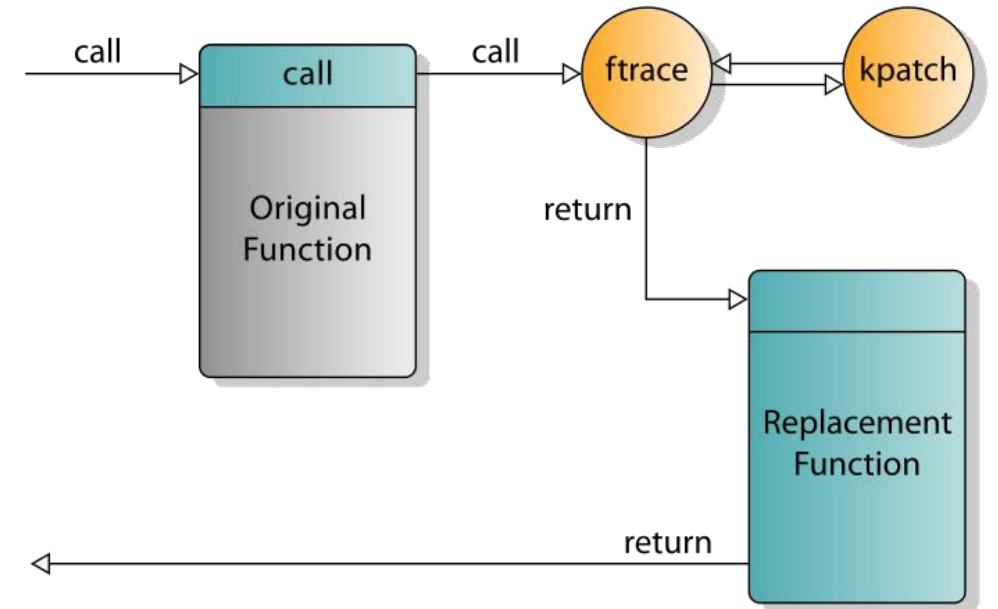 call
call
call
ftrace
kpatch
Original
Function
return
Replacement
Function
return